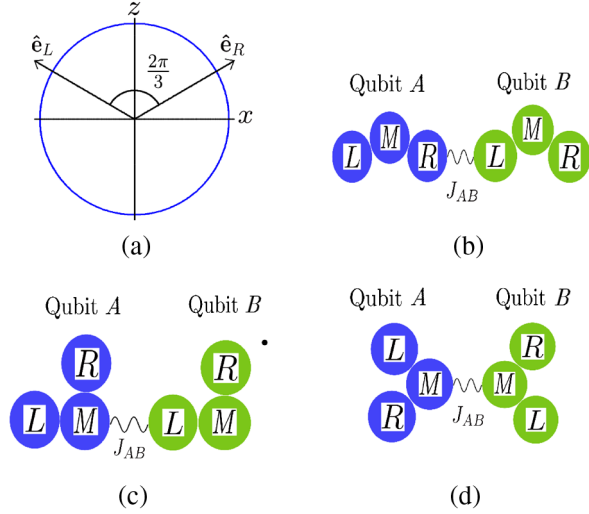 z
ê_L ê_R
2π/3
x
(a)
Qubit A Qubit B
L M R L M R
J_AB
(b)
Qubit A Qubit B
R R
L M L M
J_AB
(c)
Qubit A Qubit B
L R
M M
R L
J_AB
(d)